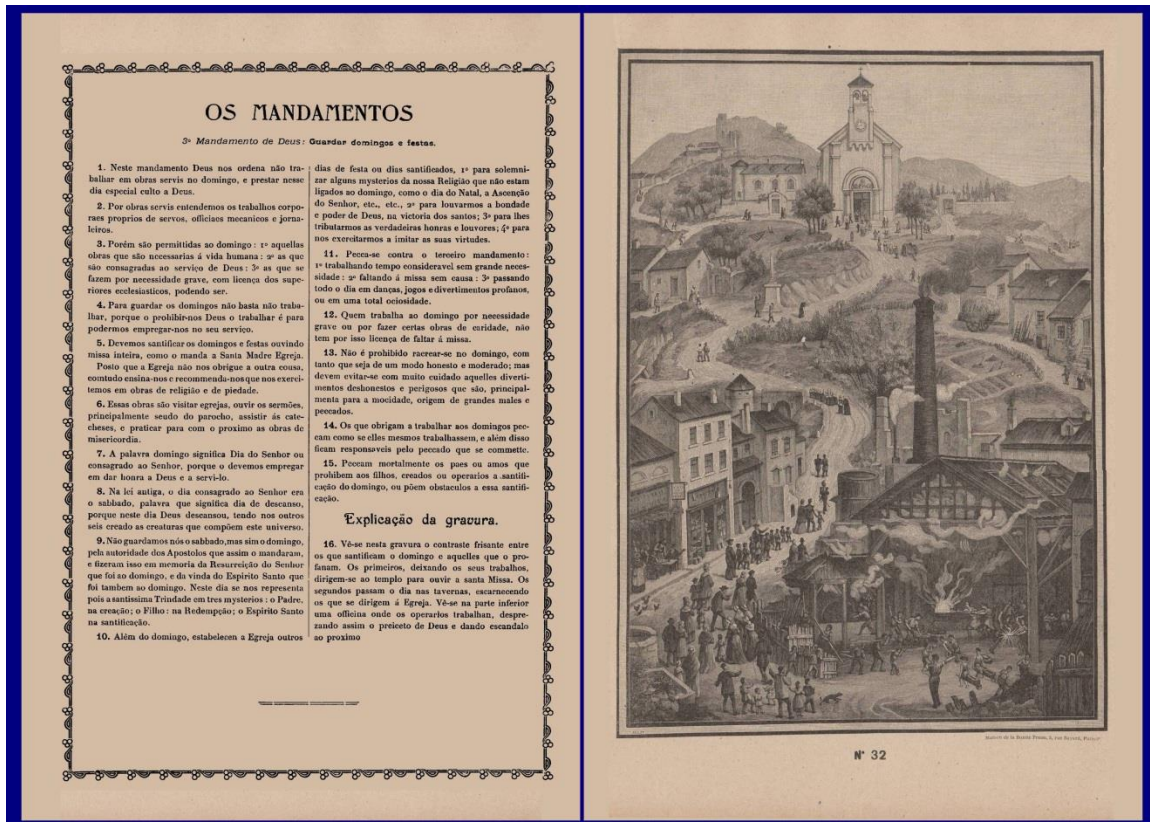 OS MANDAMENTOS
3º Mandamento de Deus: Guardar domingos e festas.
1. Neste mandamento Deus nos ordena não tra-
balhar em obras servis no domingo, e prestar nesse
dia especial culto a Deus.
2. Por obras servis entendemos os trabalhos corpo-
raes proprios de servos, officiaes mecanicos e jorna-
leiros.
3. Porém são permittidas ao domingo: 1º aquellas
obras que são necessarias á vida humana: 2º as que
são consagradas ao serviço de Deus: 3º as que se
fazem por necessidade grave, com licença dos supe-
riores ecclesiasticos, podendo ser.
4. Para guardar os domingos não basta não traba-
lhar, porque o prohibir-nos Deus o trabalhar é para
podermos empregar-nos no seu serviço.
5. Devemos santificar os domingos e festas ouvindo
missa inteira, como o manda a Santa Madre Egreja.
Posto que a Egreja não nos obrigue a outra cousa,
comtudo ensina-nos e recommenda-nos que nos exerci-
temos em obras de religião e de piedade.
6. Essas obras são visitar egrejas, ouvir os sermões,
principalmente seudo do parocho, assistir ás cate-
cheses, e praticar para com o proximo as obras de
misericordia.
7. A palavra domingo significa Dia do Senhor ou
consagrado ao Senhor, porque o devemos empregar
em dar honra a Deus e a servi-lo.
8. Na lei antiga, o dia consagrado ao Senhor era
o sabbado, palavra que significa dia de descanso,
porque neste dia Deus descansou, tendo nos outros
seis creado as creaturas que compõem este universo.
9. Não guardamos nós o sabbado, mas sim o domingo,
pela autoridade dos Apostolos que assim o mandaram,
e fizeram isso em memoria da Resurreição do Senhor
que foi ao domingo, e da vinda do Espirito Santo que
foi tambem ao domingo. Neste dia se nos representa
pois a santissima Trindade em tres mysterios: o Padre,
na creação; o Filho: na Redempção; o Espirito Santo
na santificação.
10. Além do domingo, estabelecen a Egreja outros
dias de festa ou dias santificados, 1º para solemni-
zar alguns mysterios da nossa Religião que não estam
ligados ao domingo, como o dia do Natal, a Ascenção
do Senhor, etc., etc., 2º para louvarmos a bondade
e poder de Deus, na victoria dos santos; 3º para lhes
tributarmos as verdadeiras honras e louvores; 4º para
nos exercitarmos a imitar as suas virtudes.
11. Pecca-se contra o terceiro mandamento:
1º trabalhando tempo consideravel sem grande neces-
sidade: 2º faltando á missa sem causa: 3º passando
todo o dia em danças, jogos e divertimentos profanos,
ou em uma total ociosidade.
12. Quem trabalha ao domingo por necessidade
grave ou por fazer certas obras de caridade, não
tem por isso licença de faltar á missa.
13. Não é prohibido racrear-se no domingo, com
tanto que seja de um modo honesto e moderado; mas
devem evitar-se com muito cuidado aquelles diverti-
mentos deshonestos e perigosos que são, principal-
menta para a mocidade, origem de grandes males e
peccados.
14. Os que obrigam a trabalhar aos domingos pec-
cam como se elles mesmos trabalhassem, e além disso
ficam responsaveis pelo peccado que se commette.
15. Peccam mortalmente os paes ou amos que
prohibem aos filhos, creados ou operarios a santifi-
cação do domingo, ou põem obstaculos a essa santifi-
cação.
Explicação da gravura.
16. Vê-se nesta gravura o contraste frisante entre
os que santificam o domingo e aquelles que o pro-
fanam. Os primeiros, deixando os seus trabalhos,
dirigem-se ao templo para ouvir a santa Missa. Os
segundos passam o dia nas tavernas, escarnecendo
os que se dirigem á Egreja. Vê-se na parte inferior
uma officina onde os operarios trabalhan, despre-
zando assim o preiceto de Deus e dando escandalo
ao proximo
Maison de la Bonne Presse, 5, rue Bayard, Paris
Nº 32